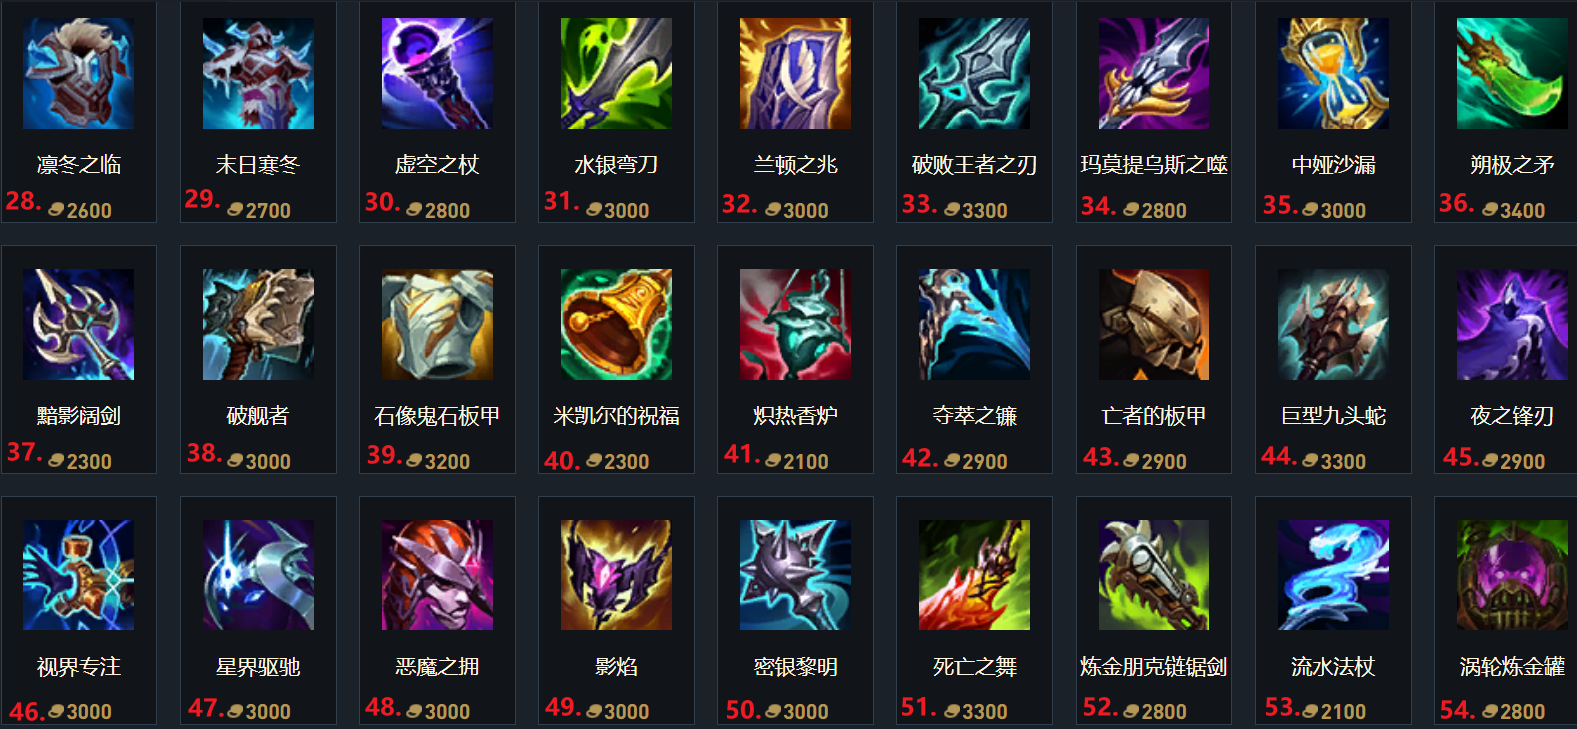 凛冬之临
末日寒冬
虚空之杖
水银弯刀
兰顿之兆
破败王者之刃
玛莫提乌斯之噬
中娅沙漏
朔极之矛
28. 2600
29. 2700
30. 2800
31. 3000
32. 3000
33. 3300
34. 2800
35. 3000
36. 3400
黯影阔剑
破舰者
石像鬼石板甲
米凯尔的祝福
炽热香炉
夺萃之镰
亡者的板甲
巨型九头蛇
夜之锋刃
37. 2300
38. 3000
39. 3200
40. 2300
41. 2100
42. 2900
43. 2900
44. 3300
45. 2900
视界专注
星界驱驰
恶魔之拥
影焰
密银黎明
死亡之舞
炼金朋克链锯剑
流水法杖
涡轮炼金罐
46. 3000
47. 3000
48. 3000
49. 3000
50. 3000
51. 3300
52. 2800
53. 2100
54. 2800